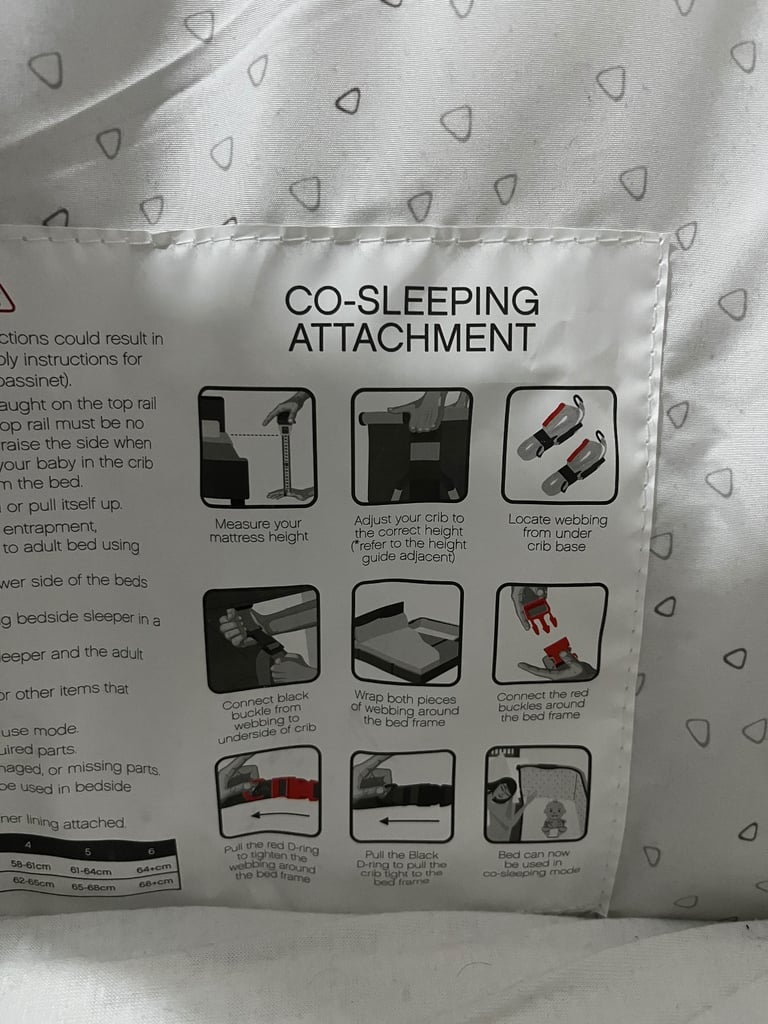 CO-SLEEPING
ATTACHMENT
ctions could result in
ply instructions for
bassinet).
aught on the top rail
op rail must be no
raise the side when
your baby in the crib
m the bed.
or pull itself up.
entrapment,
to adult bed using
wer side of the beds
g bedside sleeper in a
leeper and the adult
or other items that
use mode.
uired parts.
naged, or missing parts.
be used in bedside
ner lining attached.
4 5 6
58-61cm 61-64cm 64+cm
62-65cm 65-68cm 68+cm
Measure your
mattress height
Adjust your crib to
the correct height
(*refer to the height
guide adjacent)
Locate webbing
from under
crib base
Connect black
buckle from
webbing to
underside of crib
Wrap both pieces
of webbing around
the bed frame
Connect the red
buckles around
the bed frame
Pull the red D-ring
to tighten the
webbing around
the bed frame
Pull the Black
D-ring to pull the
crib tight to the
bed frame
Bed can now
be used in
co-sleeping mode